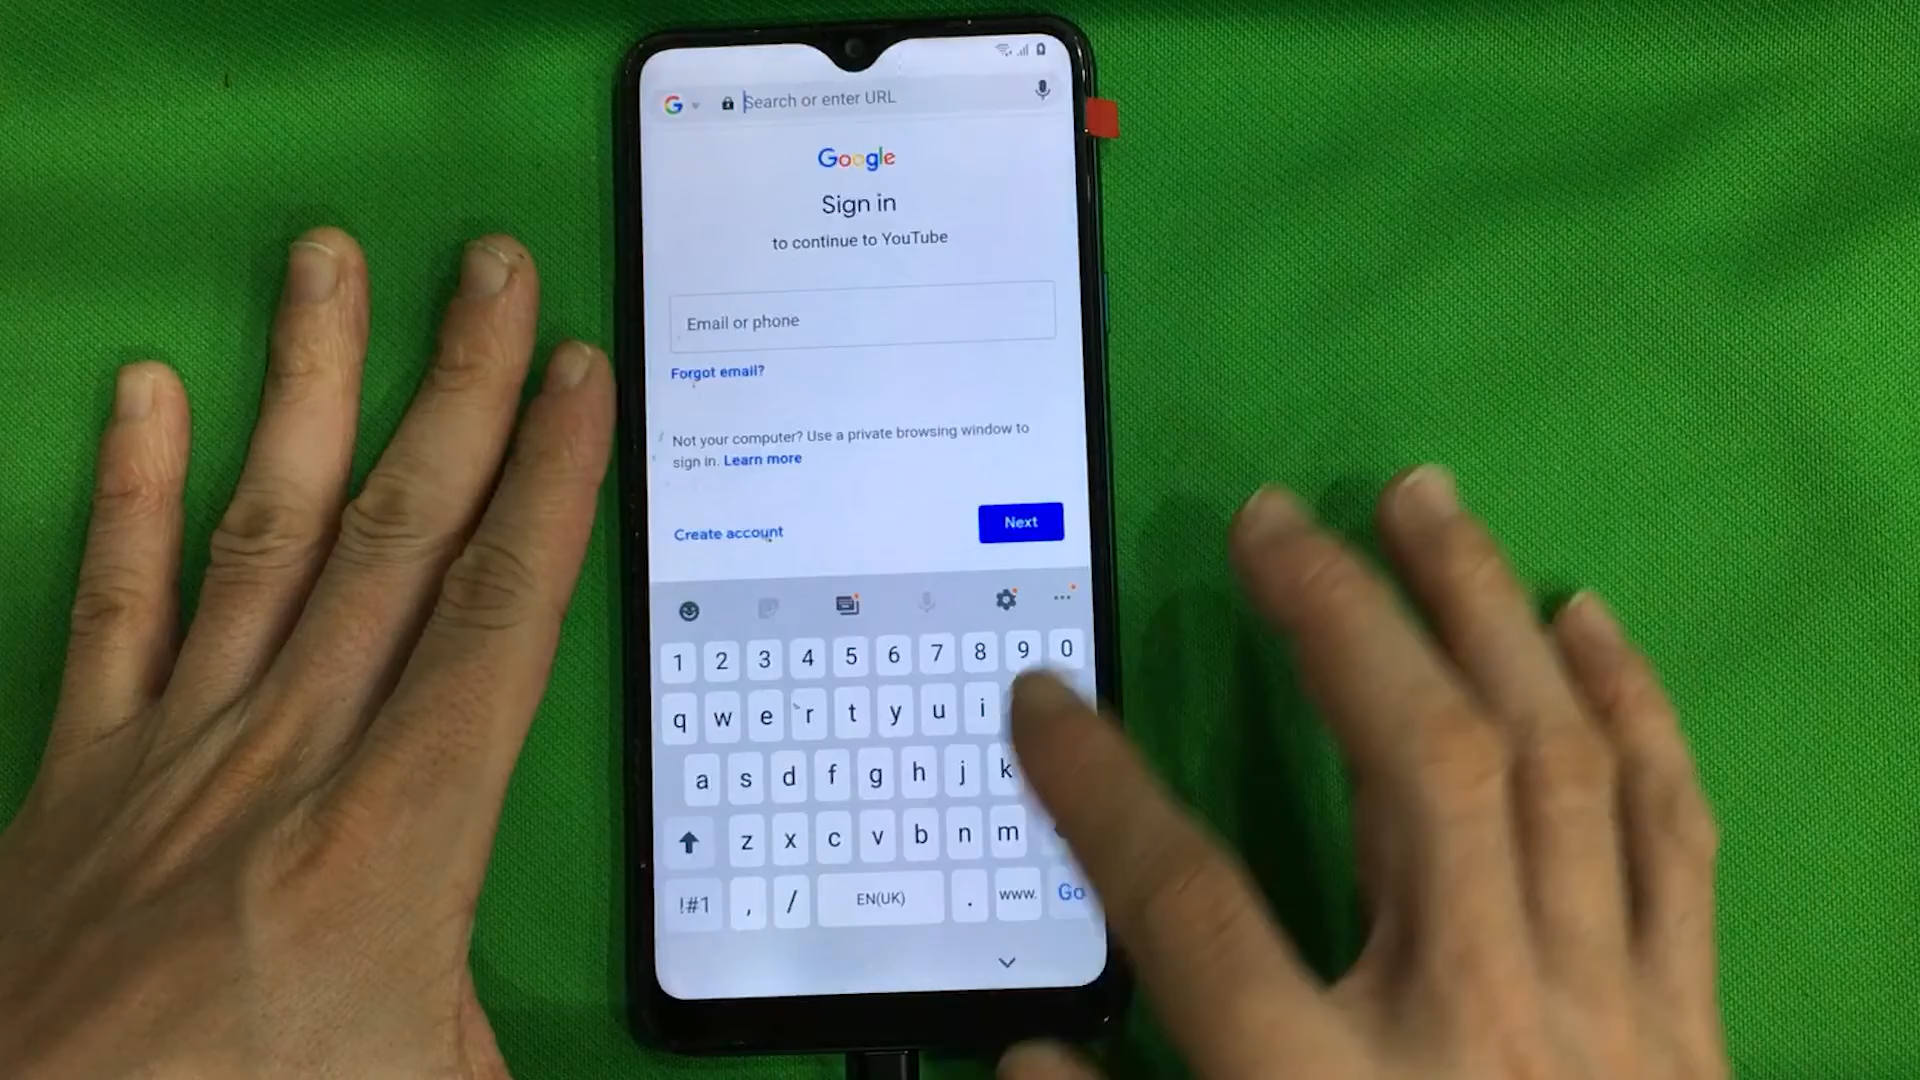 Search or enter URL
Google
Sign in
to continue to YouTube
Email or phone
Forgot email?
Not your computer? Use a private browsing window to
sign in. Learn more
Create account
Next
1 2 3 4 5 6 7 8 9 0
q w e r t y u i
a s d f g h j k
z x c v b n m
!#1 , / EN(UK) . www. Go